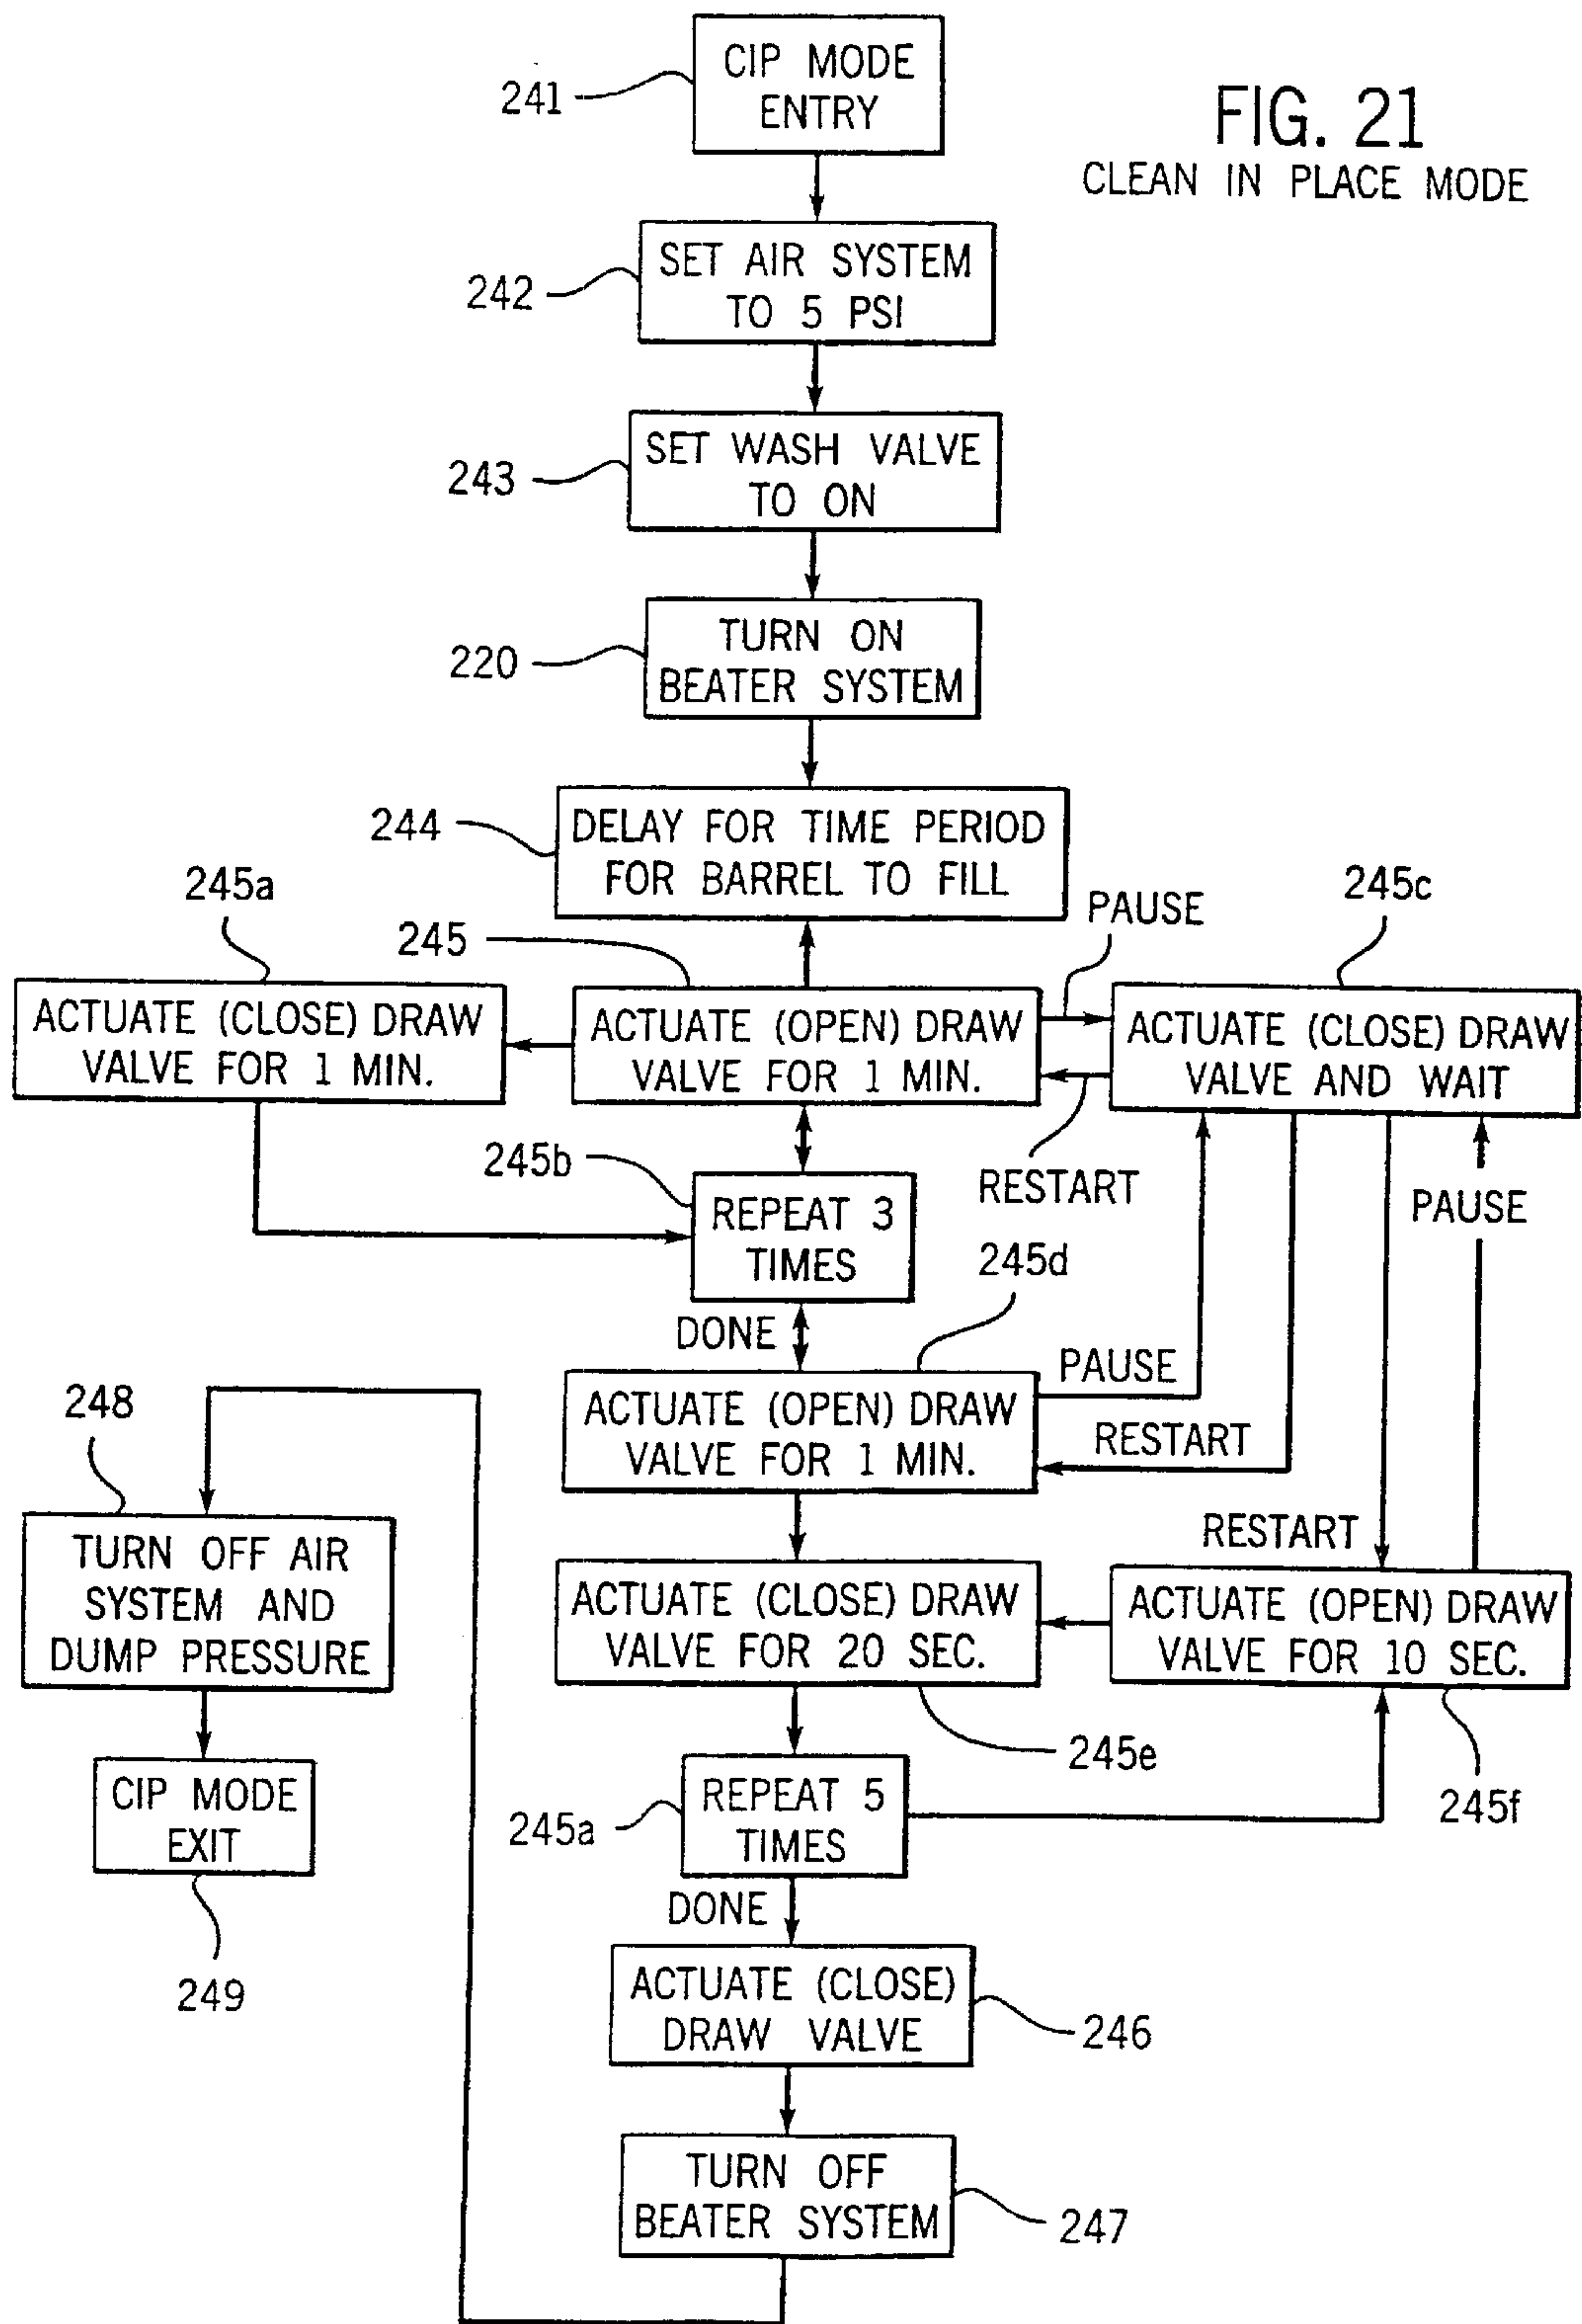 FIG. 21
CLEAN IN PLACE MODE
241
CIP MODE
ENTRY
242
SET AIR SYSTEM
TO 5 PSI
243
SET WASH VALVE
TO ON
220
TURN ON
BEATER SYSTEM
244
DELAY FOR TIME PERIOD
FOR BARREL TO FILL
245a
ACTUATE (CLOSE) DRAW
VALVE FOR 1 MIN.
245
ACTUATE (OPEN) DRAW
VALVE FOR 1 MIN.
PAUSE
RESTART
245c
ACTUATE (CLOSE) DRAW
VALVE AND WAIT
245b
REPEAT 3
TIMES
DONE
245d
ACTUATE (OPEN) DRAW
VALVE FOR 1 MIN.
PAUSE
RESTART
PAUSE
RESTART
248
TURN OFF AIR
SYSTEM AND
DUMP PRESSURE
ACTUATE (CLOSE) DRAW
VALVE FOR 20 SEC.
245e
ACTUATE (OPEN) DRAW
VALVE FOR 10 SEC.
245f
CIP MODE
EXIT
249
245a
REPEAT 5
TIMES
DONE
ACTUATE (CLOSE)
DRAW VALVE
246
TURN OFF
BEATER SYSTEM
247